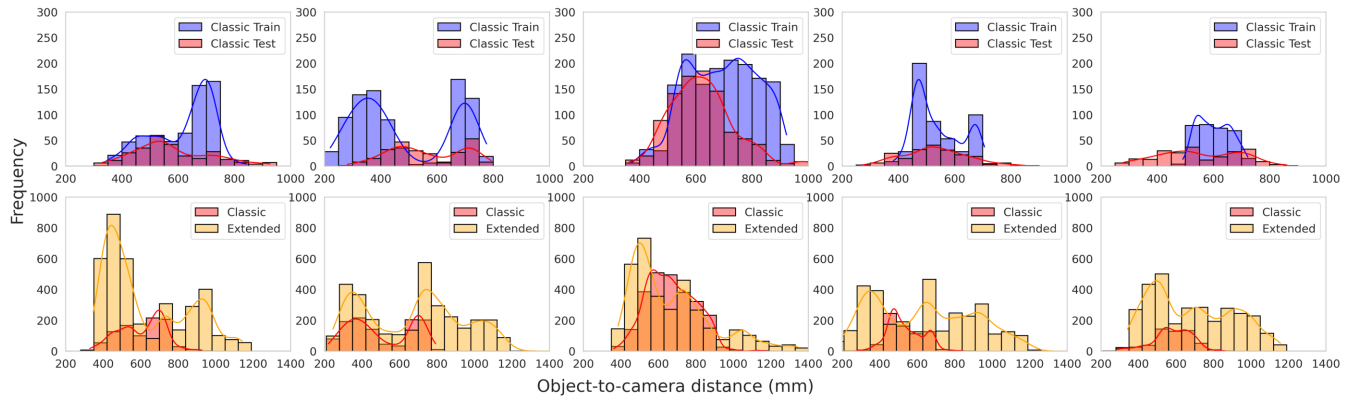 300 250 200 150 100 50 0
Classic Train
Classic Test
200 400 600 800 1000
300 250 200 150 100 50 0
Classic Train
Classic Test
200 400 600 800 1000
300 250 200 150 100 50 0
Classic Train
Classic Test
200 400 600 800 1000
300 250 200 150 100 50 0
Classic Train
Classic Test
200 400 600 800 1000
300 250 200 150 100 50 0
Classic Train
Classic Test
200 400 600 800 1000
Frequency
1000 800 600 400 200 0
Classic
Extended
200 400 600 800 1000 1200 1400
1000 800 600 400 200 0
Classic
Extended
200 400 600 800 1000 1200 1400
1000 800 600 400 200 0
Classic
Extended
200 400 600 800 1000 1200 1400
1000 800 600 400 200 0
Classic
Extended
200 400 600 800 1000 1200 1400
1000 800 600 400 200 0
Classic
Extended
200 400 600 800 1000 1200 1400
Object-to-camera distance (mm)